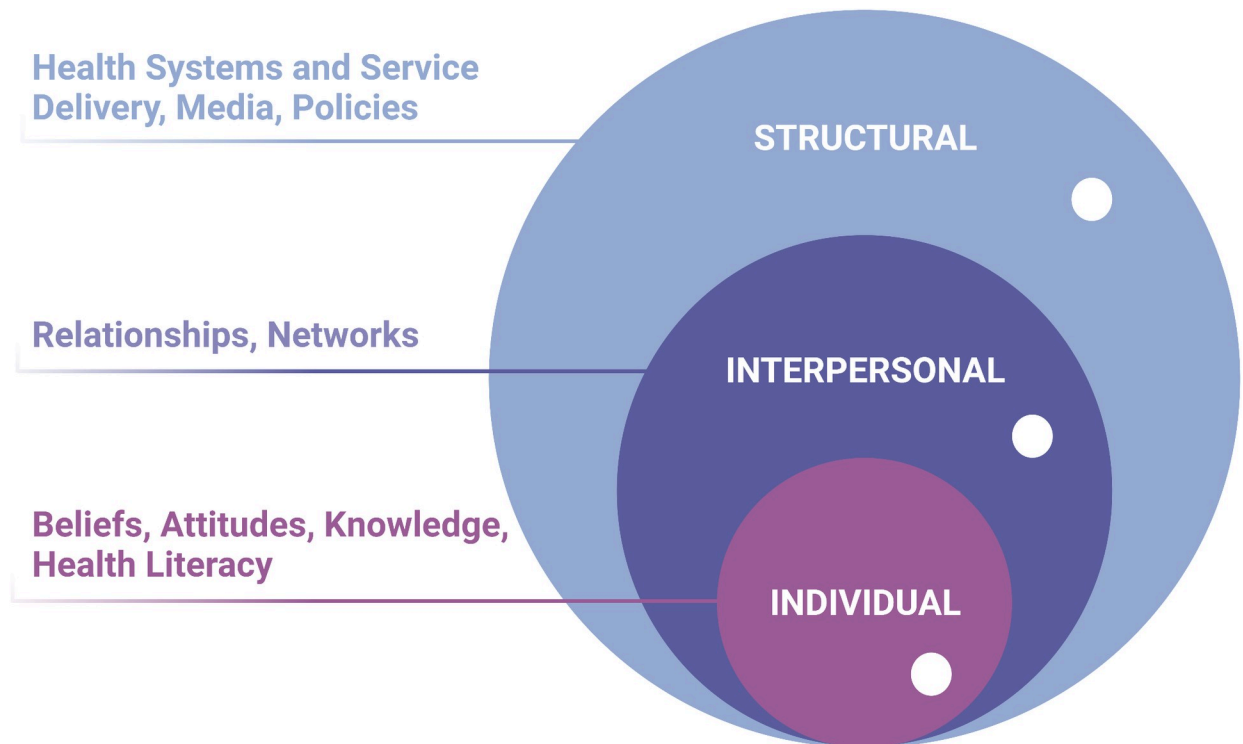 Health Systems and Service
Delivery, Media, Policies
STRUCTURAL
Relationships, Networks
INTERPERSONAL
Beliefs, Attitudes, Knowledge,
Health Literacy
INDIVIDUAL